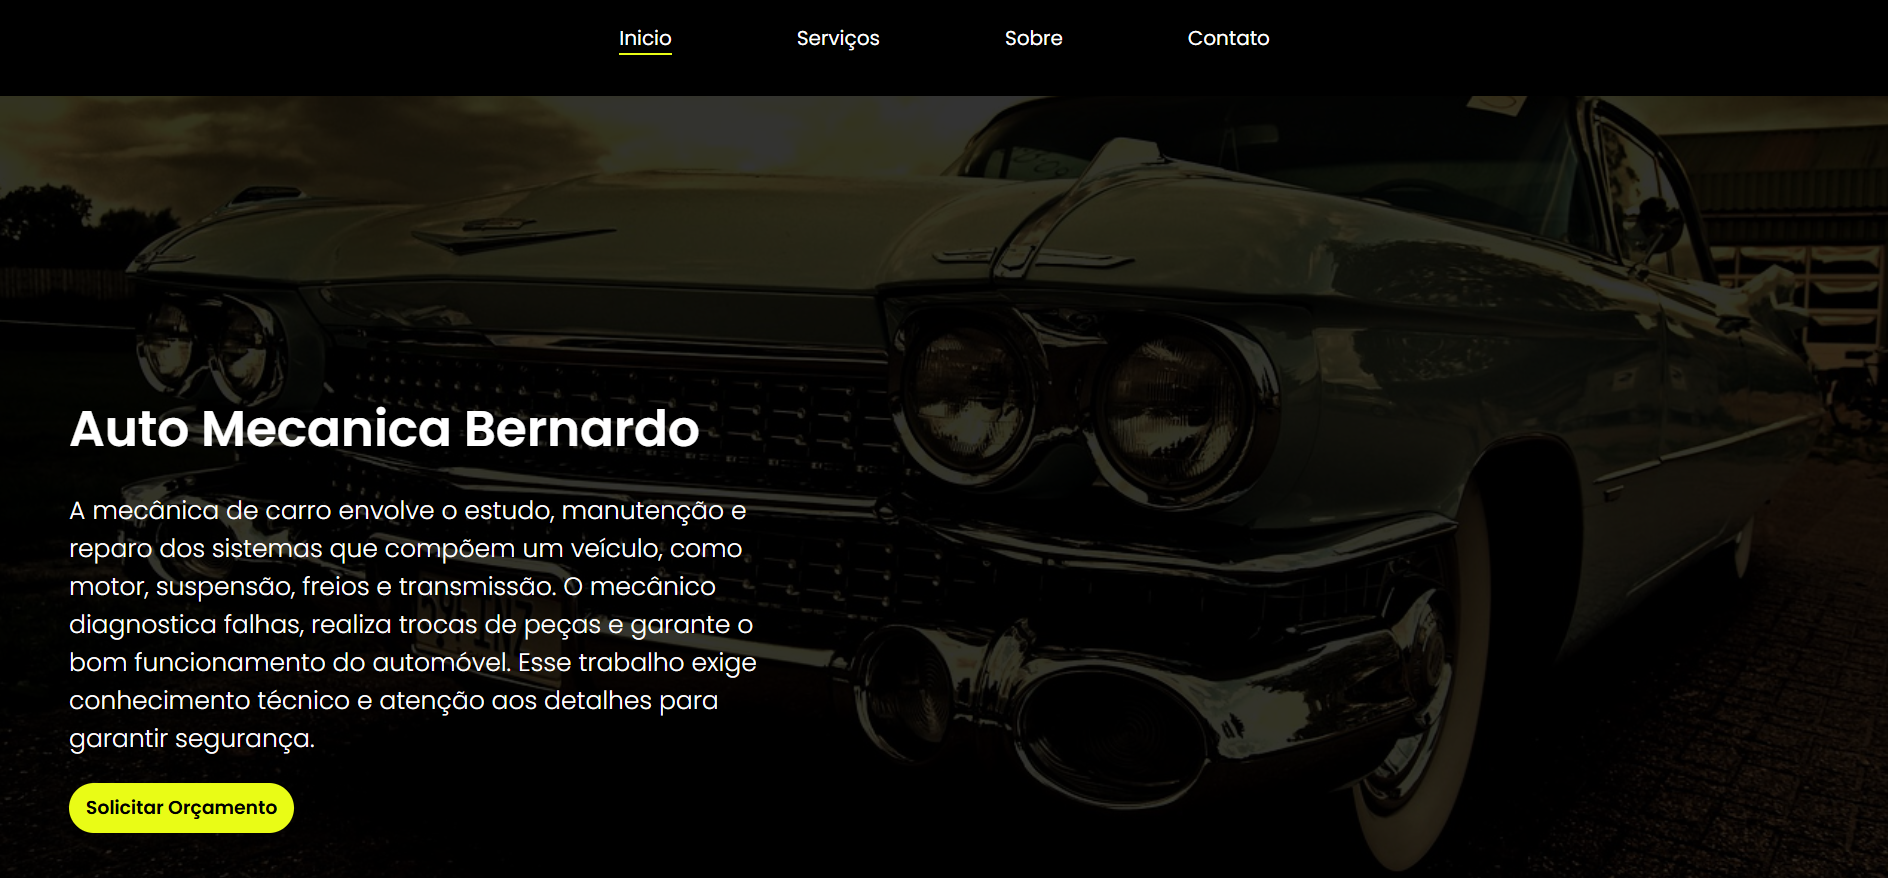 Inicio
Serviços
Sobre
Contato
Auto Mecanica Bernardo
A mecânica de carro envolve o estudo, manutenção e
reparo dos sistemas que compõem um veículo, como
motor, suspensão, freios e transmissão. O mecânico
diagnostica falhas, realiza trocas de peças e garante o
bom funcionamento do automóvel. Esse trabalho exige
conhecimento técnico e atenção aos detalhes para
garantir segurança.
Solicitar Orçamento